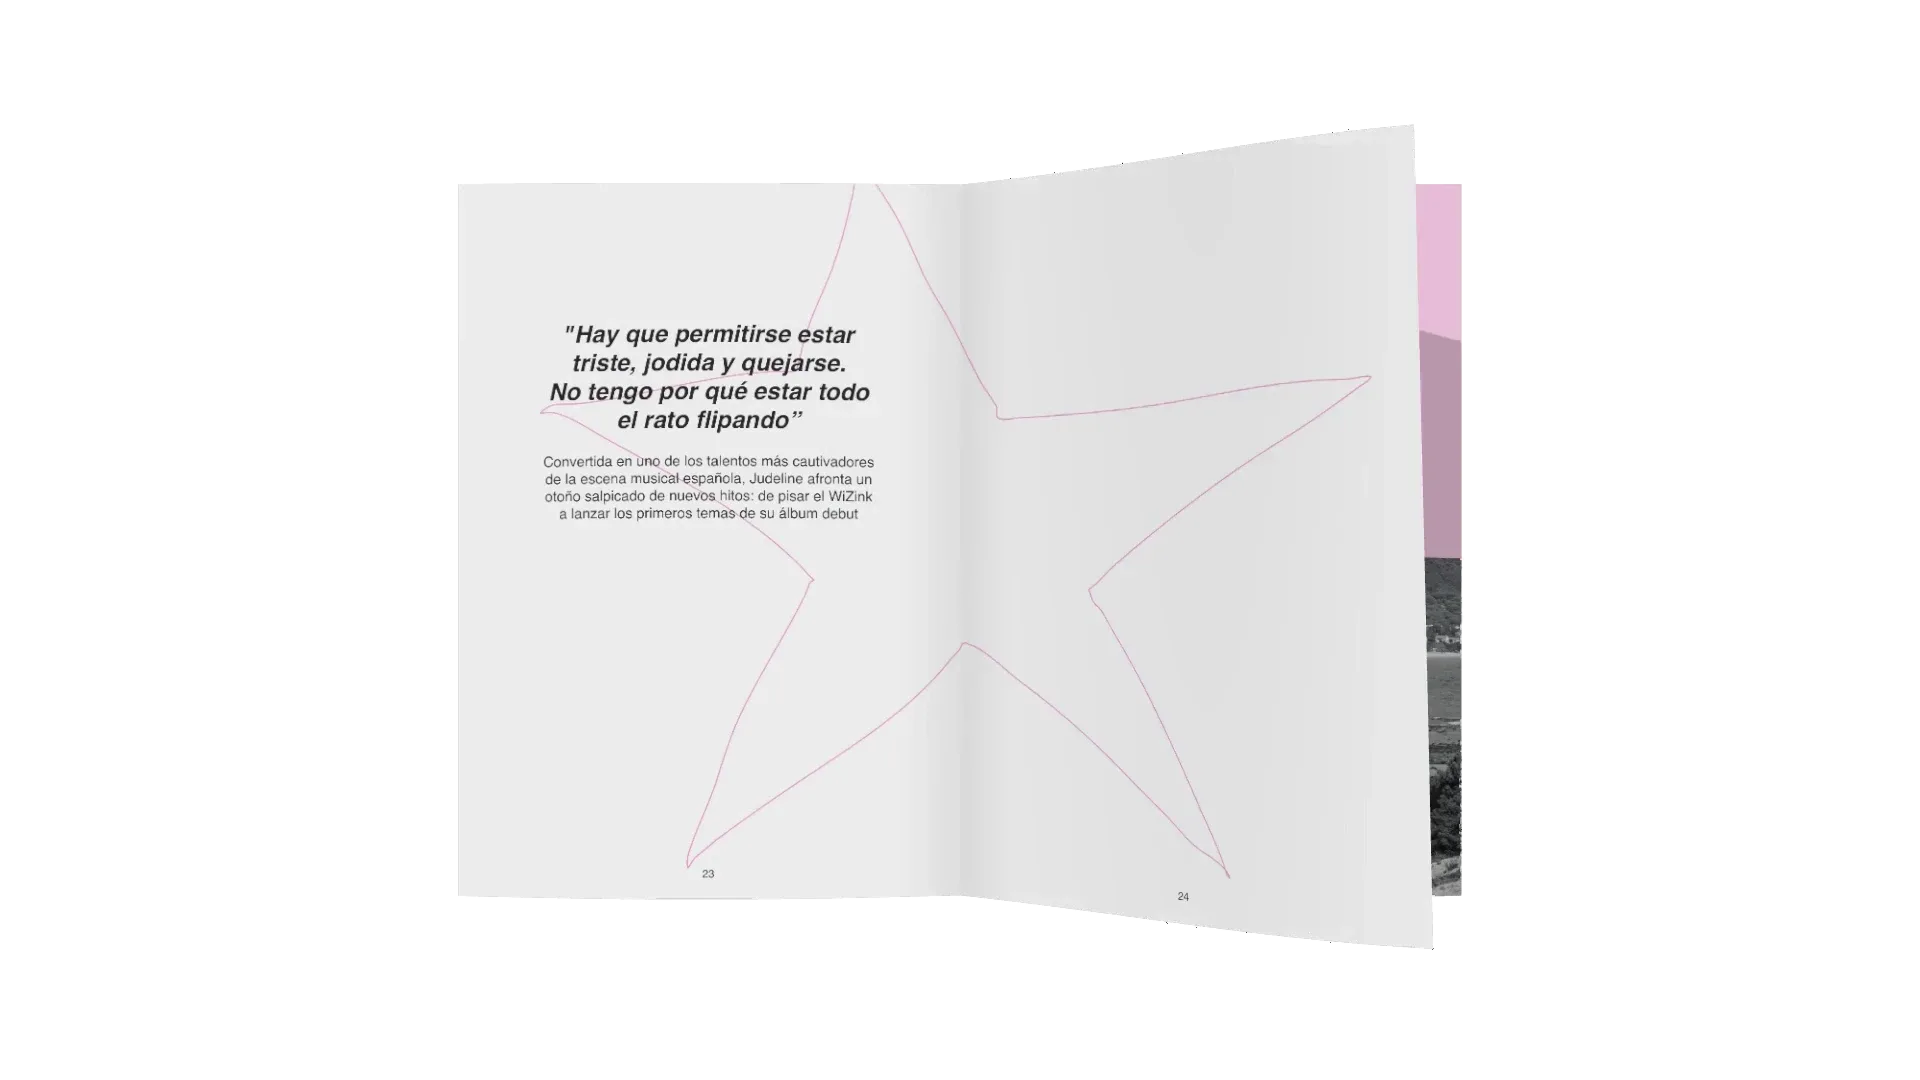 "Hay que permitirse estar
triste, jodida y quejarse.
No tengo por qué estar todo
el rato flipando”
Convertida en uno de los talentos más cautivadores
de la escena musical española, Judeline afronta un
otoño salpicado de nuevos hitos: de pisar el WiZink
a lanzar los primeros temas de su álbum debut
23
24